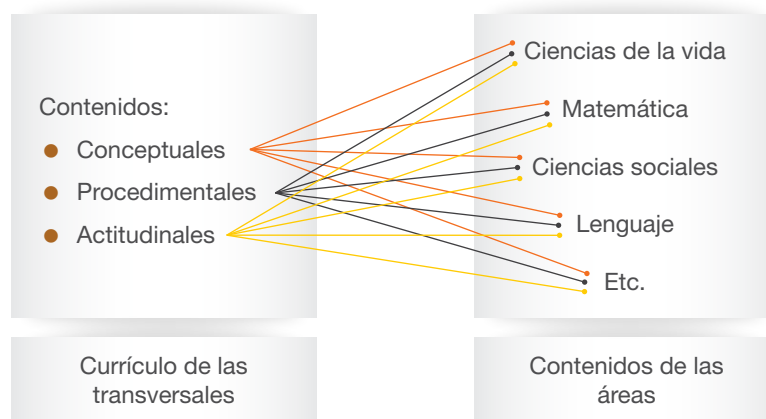 Contenidos:
Conceptuales
Procedimentales
Actitudinales
Currículo de las
transversales
Ciencias de la vida
Matemática
Ciencias sociales
Lenguaje
Etc.
Contenidos de las
áreas